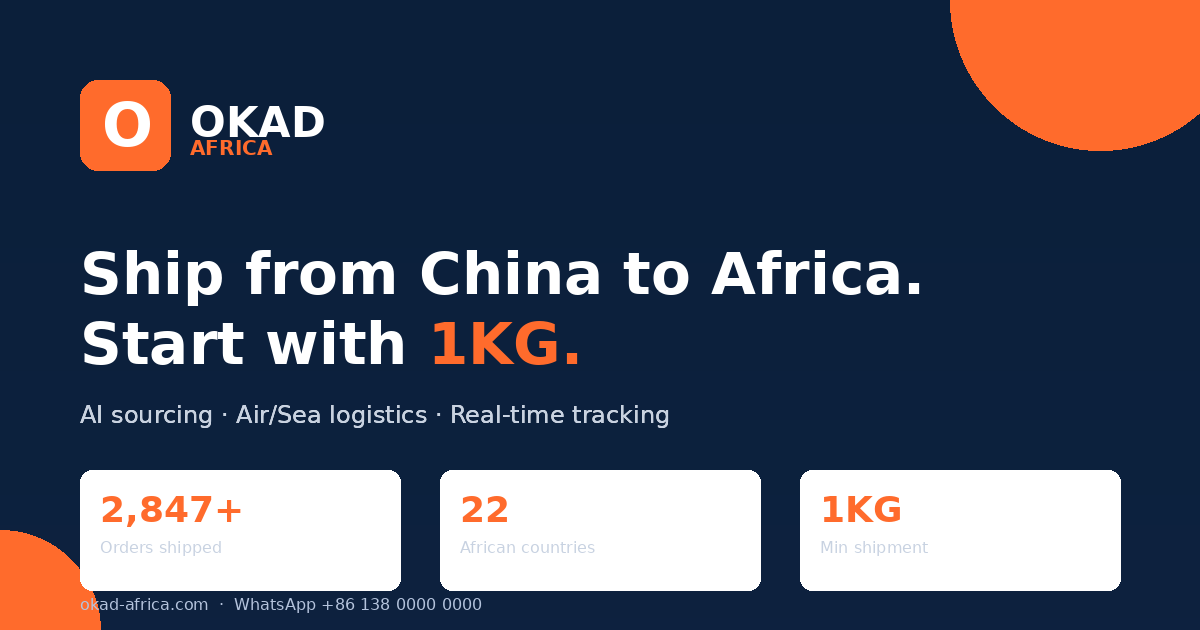 O
OKAD
AFRICA
Ship from China to Africa.
Start with 1KG.
AI sourcing · Air/Sea logistics · Real-time tracking
2,847+
Orders shipped
22
African countries
1KG
Min shipment
okad-africa.com · WhatsApp +86 138 0000 0000